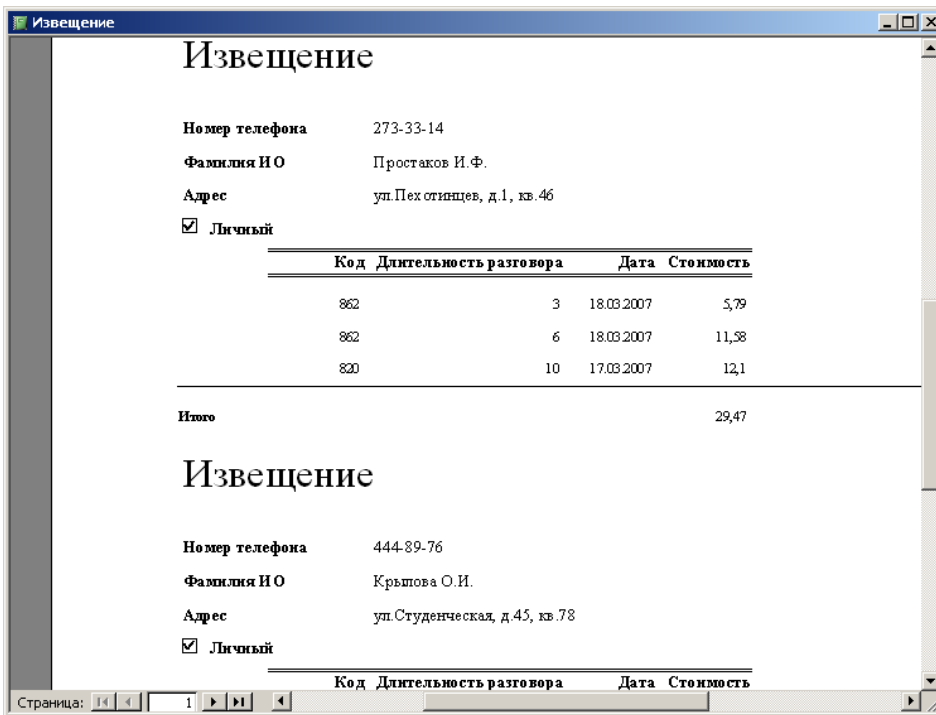 Извещение
Извещение
Номер телефона 273-33-14
Фамилия И О Простаков И.Ф.
Адрес ул.Пехотинцев, д.1, кв.46
Личный
Код Длительность разговора Дата Стоимость
862 3 18.03.2007 5,79
862 6 18.03.2007 11,58
820 10 17.03.2007 12,1
Итого 29,47
Извещение
Номер телефона 444-89-76
Фамилия И О Крылова О.И.
Адрес ул.Студенческая, д.45, кв.78
Личный
Код Длительность разговора Дата Стоимость
Страница: 1